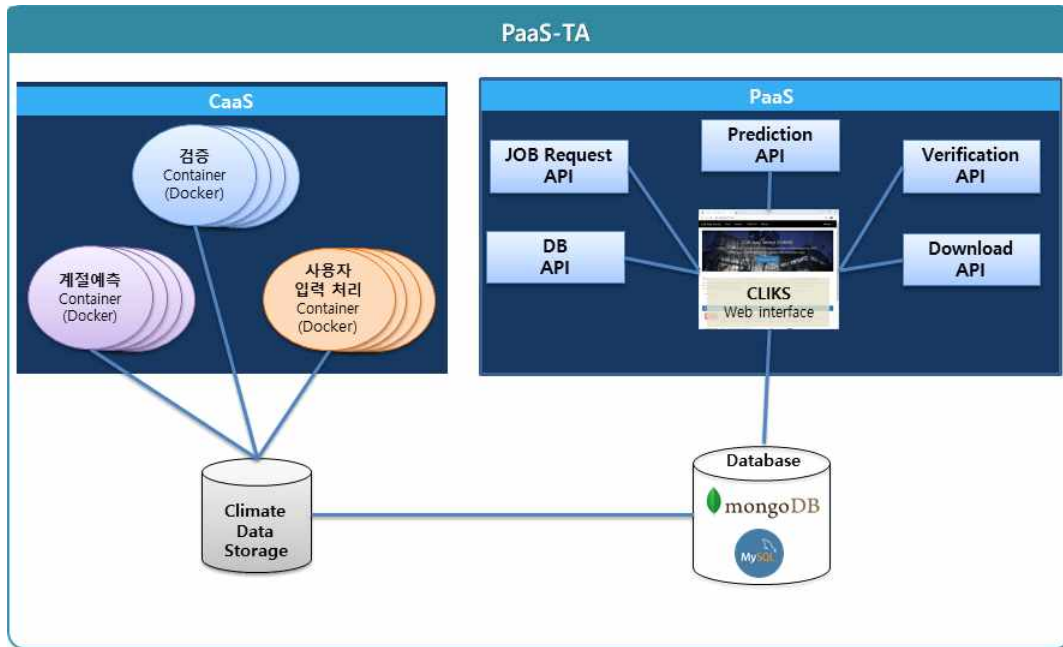 PaaS-TA
CaaS
검증
Container
(Docker)
계절예측
Container
(Docker)
사용자
입력 처리
Container
(Docker)
PaaS
JOB Request
API
Prediction
API
Verification
API
DB
API
Download
API
CLIKS
Web interface
Climate
Data
Storage
Database
mongoDB
MySQL